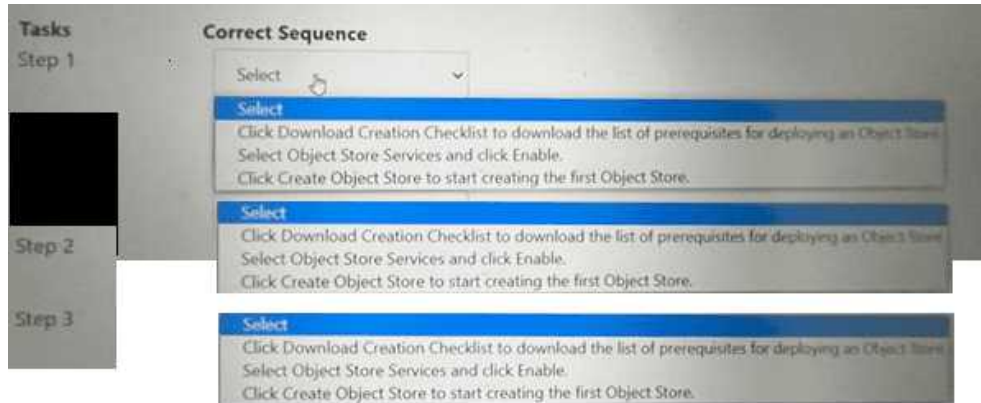 Tasks
Correct Sequence
Step 1
Select
Select
Click Download Creation Checklist to download the list of prerequisites for deploying an Object Store
Select Object Store Services and click Enable.
Click Create Object Store to start creating the first Object Store.
Step 2
Select
Click Download Creation Checklist to download the list of prerequisites for deploying an Object Store
Select Object Store Services and click Enable.
Click Create Object Store to start creating the first Object Store.
Step 3
Select
Click Download Creation Checklist to download the list of prerequisites for deploying an Object Store
Select Object Store Services and click Enable.
Click Create Object Store to start creating the first Object Store.